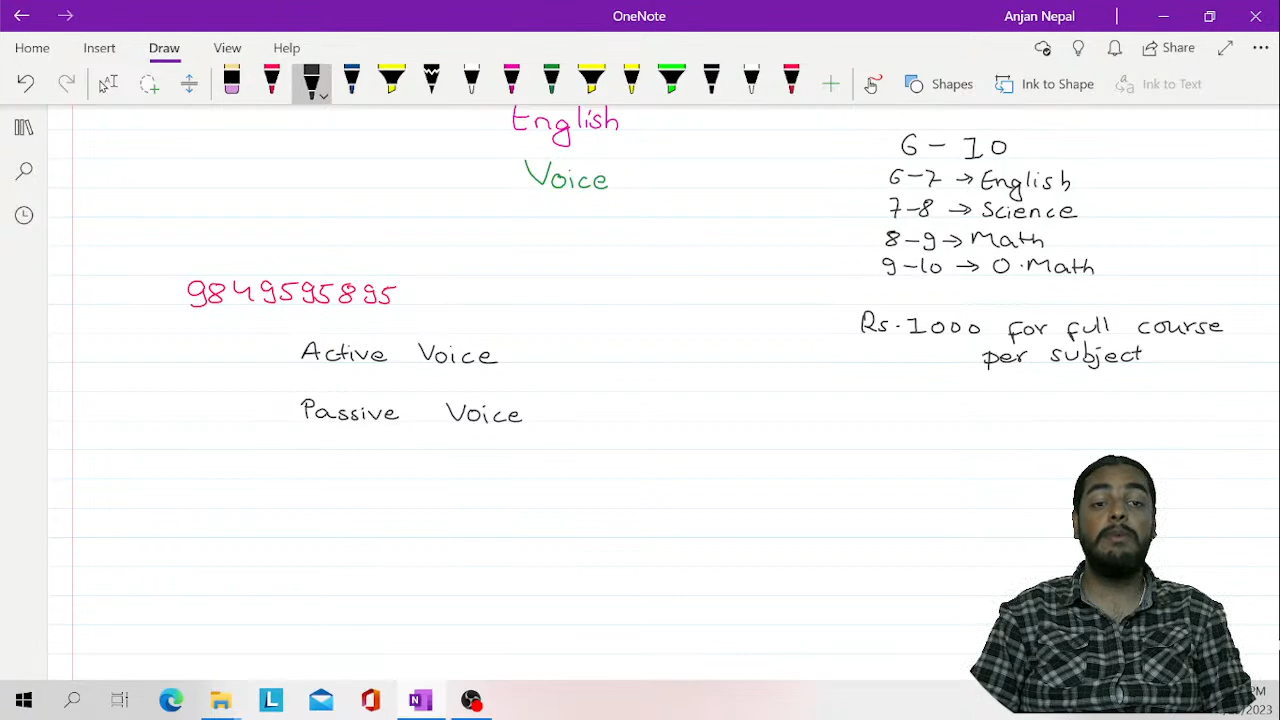 OneNote
Anjan Nepal
Home Insert Draw View Help
Share
Shapes
Ink to Shape
Ink to Text
English
Voice
6 - 10
6-7 → English
7-8 → Science
8-9 → Math
9-10 → O.Math
9849595895
Rs. 1000 for full course
per subject
Active Voice
Passive Voice